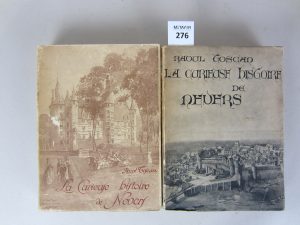 276
RAOUL TOSCAN
LA CURIEUSE HISTOIRE
DE
NEVERS
La Curieuse histoire
de Nevers